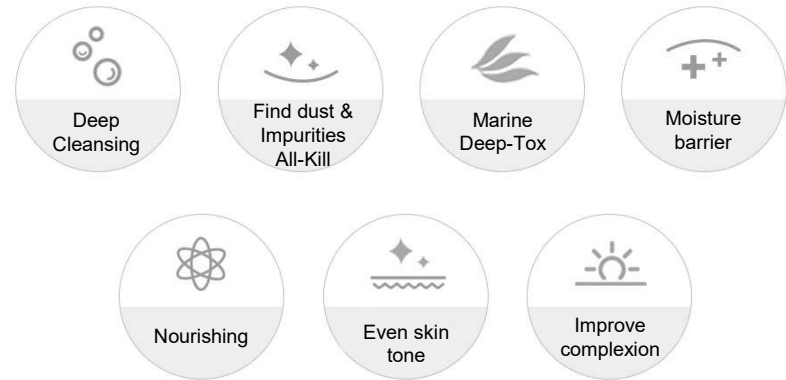 Deep
Cleansing
Find dust &
Impurities
All-Kill
Marine
Deep-Tox
Moisture
barrier
Nourishing
Even skin
tone
Improve
complexion